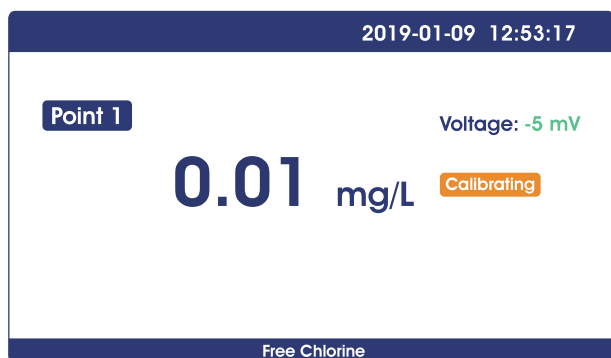 2019-01-09 12:53:17
Point 1
Voltage: -5 mV
0.01 mg/L
Calibrating
Free Chlorine